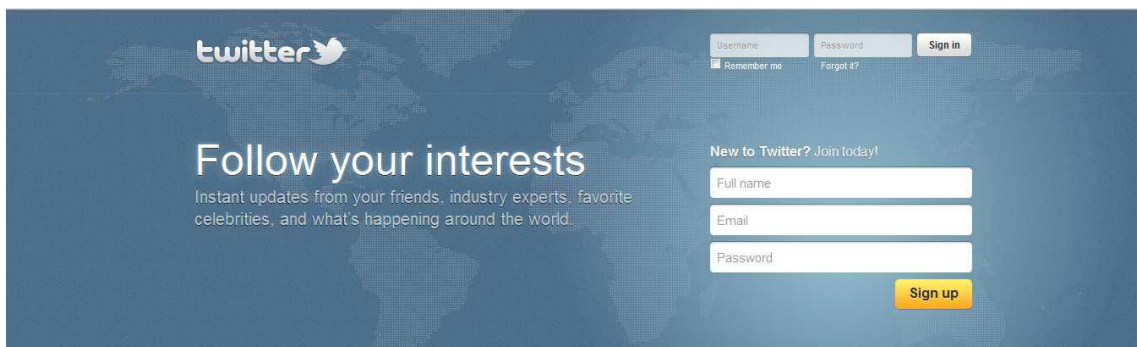 twitter
Username
Password
Sign in
Remember me
Forgot it?
Follow your interests
Instant updates from your friends, industry experts, favorite
celebrities, and what's happening around the world.
New to Twitter? Join today!
Full name
Email
Password
Sign up